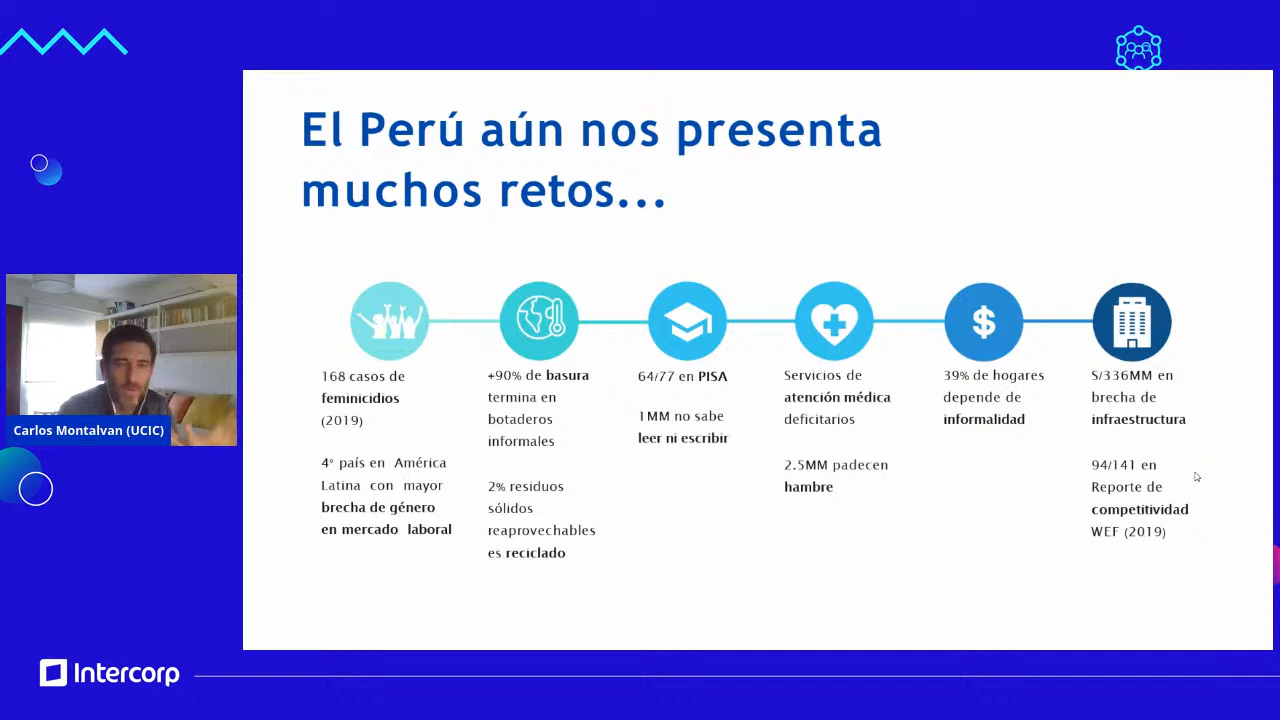 El Perú aún nos presenta
muchos retos...
168 casos de
feminicidios
(2019)
4° país en América
Latina con mayor
brecha de género
en mercado laboral
+90% de basura
termina en
botaderos
informales
2% residuos
sólidos
reaprovechables
es reciclado
64/77 en PISA
1MM no sabe
leer ni escribir
Servicios de
atención médica
deficitarios
2.5MM padecen
hambre
$
39% de hogares
depende de
informalidad
S/336MM en
brecha de
infraestructura
94/141 en
Reporte de
competitividad
WEF (2019)
Carlos Montalvan (UCIC)
Intercorp